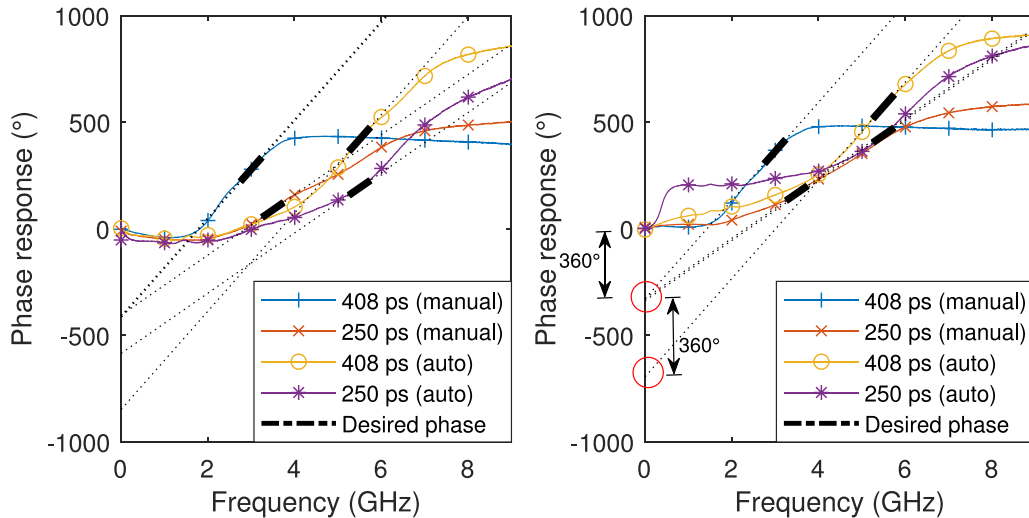 1000
500
0
-500
-1000
Phase response (°)
0
2
4
6
8
Frequency (GHz)
408 ps (manual)
250 ps (manual)
408 ps (auto)
250 ps (auto)
Desired phase
1000
500
0
-500
-1000
Phase response (°)
360°
360°
0
2
4
6
8
Frequency (GHz)
408 ps (manual)
250 ps (manual)
408 ps (auto)
250 ps (auto)
Desired phase